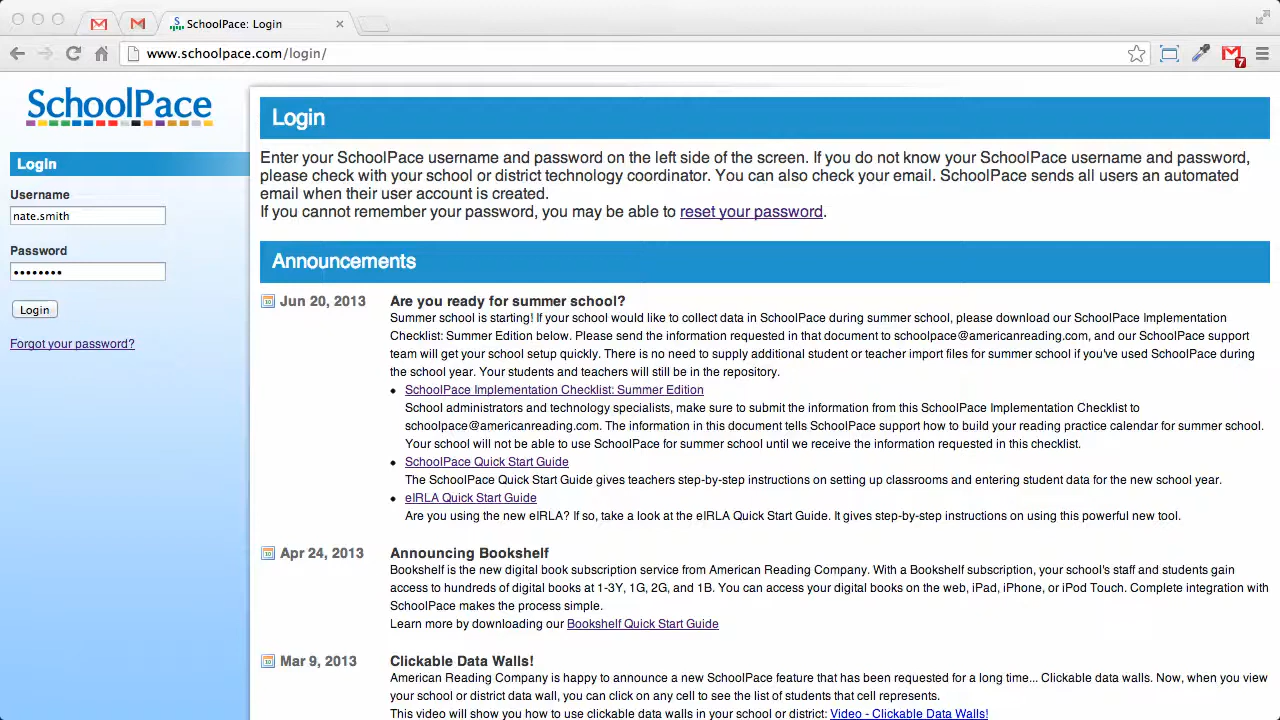 SchoolPace: Login
www.schoolpace.com/login/
7
SchoolPace
Login
Username
nate.smith
Password
••••••••
Login
Forgot your password?
Login
Enter your SchoolPace username and password on the left side of the screen. If you do not know your SchoolPace username and password,
please check with your school or district technology coordinator. You can also check your email. SchoolPace sends all users an automated
email when their user account is created.
If you cannot remember your password, you may be able to reset your password.
Announcements
Jun 20, 2013
Are you ready for summer school?
Summer school is starting! If your school would like to collect data in SchoolPace during summer school, please download our SchoolPace Implementation
Checklist: Summer Edition below. Please send the information requested in that document to schoolpace@americanreading.com, and our SchoolPace support
team will get your school setup quickly. There is no need to supply additional student or teacher import files for summer school if you've used SchoolPace during
the school year. Your students and teachers will still be in the repository.
• SchoolPace Implementation Checklist: Summer Edition
School administrators and technology specialists, make sure to submit the information from this SchoolPace Implementation Checklist to
schoolpace@americanreading.com. The information in this document tells SchoolPace support how to build your reading practice calendar for summer school.
Your school will not be able to use SchoolPace for summer school until we receive the information requested in this checklist.
• SchoolPace Quick Start Guide
The SchoolPace Quick Start Guide gives teachers step-by-step instructions on setting up classrooms and entering student data for the new school year.
• eIRLA Quick Start Guide
Are you using the new eIRLA? If so, take a look at the eIRLA Quick Start Guide. It gives step-by-step instructions on using this powerful new tool.
Apr 24, 2013
Announcing Bookshelf
Bookshelf is the new digital book subscription service from American Reading Company. With a Bookshelf subscription, your school's staff and students gain
access to hundreds of digital books at 1-3Y, 1G, 2G, and 1B. You can access your digital books on the web, iPad, iPhone, or iPod Touch. Complete integration with
SchoolPace makes the process simple.
Learn more by downloading our Bookshelf Quick Start Guide
Mar 9, 2013
Clickable Data Walls!
American Reading Company is happy to announce a new SchoolPace feature that has been requested for a long time... Clickable data walls. Now, when you view
your school or district data wall, you can click on any cell to see the list of students that cell represents.
This video will show you how to use clickable data walls in your school or district: Video - Clickable Data Walls!